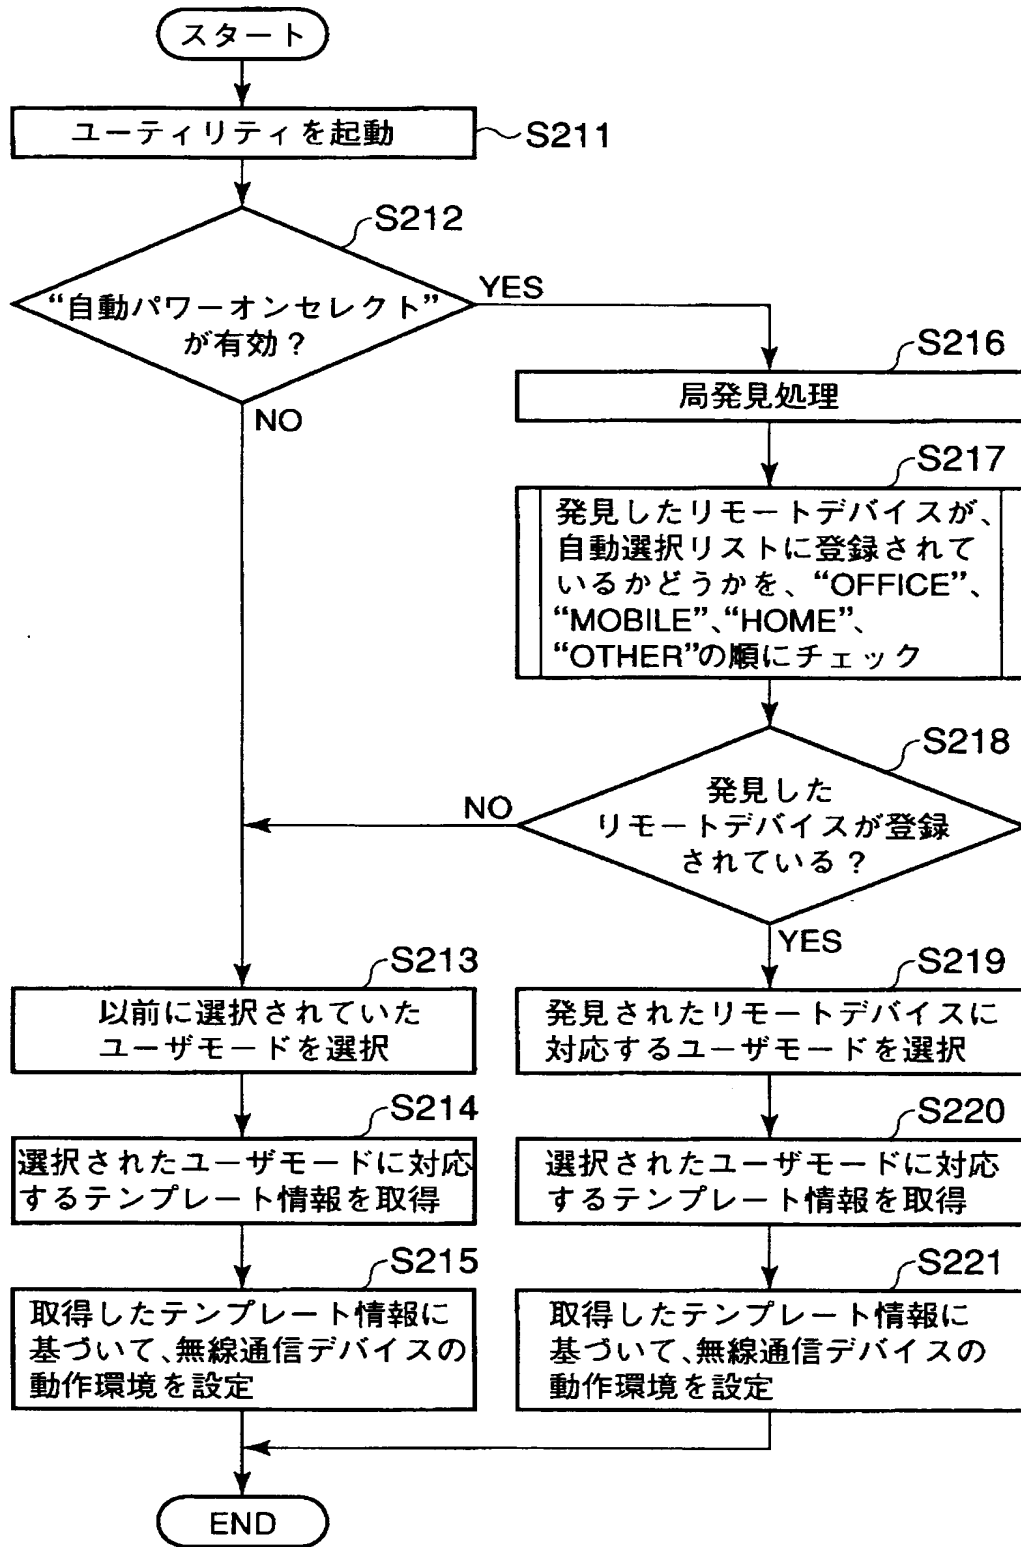 スタート
ユーティリティを起動
S211
S212
“自動パワーオンセレクト”
が有効？
YES
NO
S216
局発見処理
S217
発見したリモートデバイスが、
自動選択リストに登録されて
いるかどうかを、“OFFICE”、
“MOBILE”、“HOME”、
“OTHER”の順にチェック
S218
発見した
リモートデバイスが登録
されている？
NO
YES
S213
以前に選択されていた
ユーザモードを選択
S219
発見されたリモートデバイスに
対応するユーザモードを選択
S214
選択されたユーザモードに対応
するテンプレート情報を取得
S220
選択されたユーザモードに対応
するテンプレート情報を取得
S215
取得したテンプレート情報に
基づいて、無線通信デバイスの
動作環境を設定
S221
取得したテンプレート情報に
基づいて、無線通信デバイスの
動作環境を設定
END